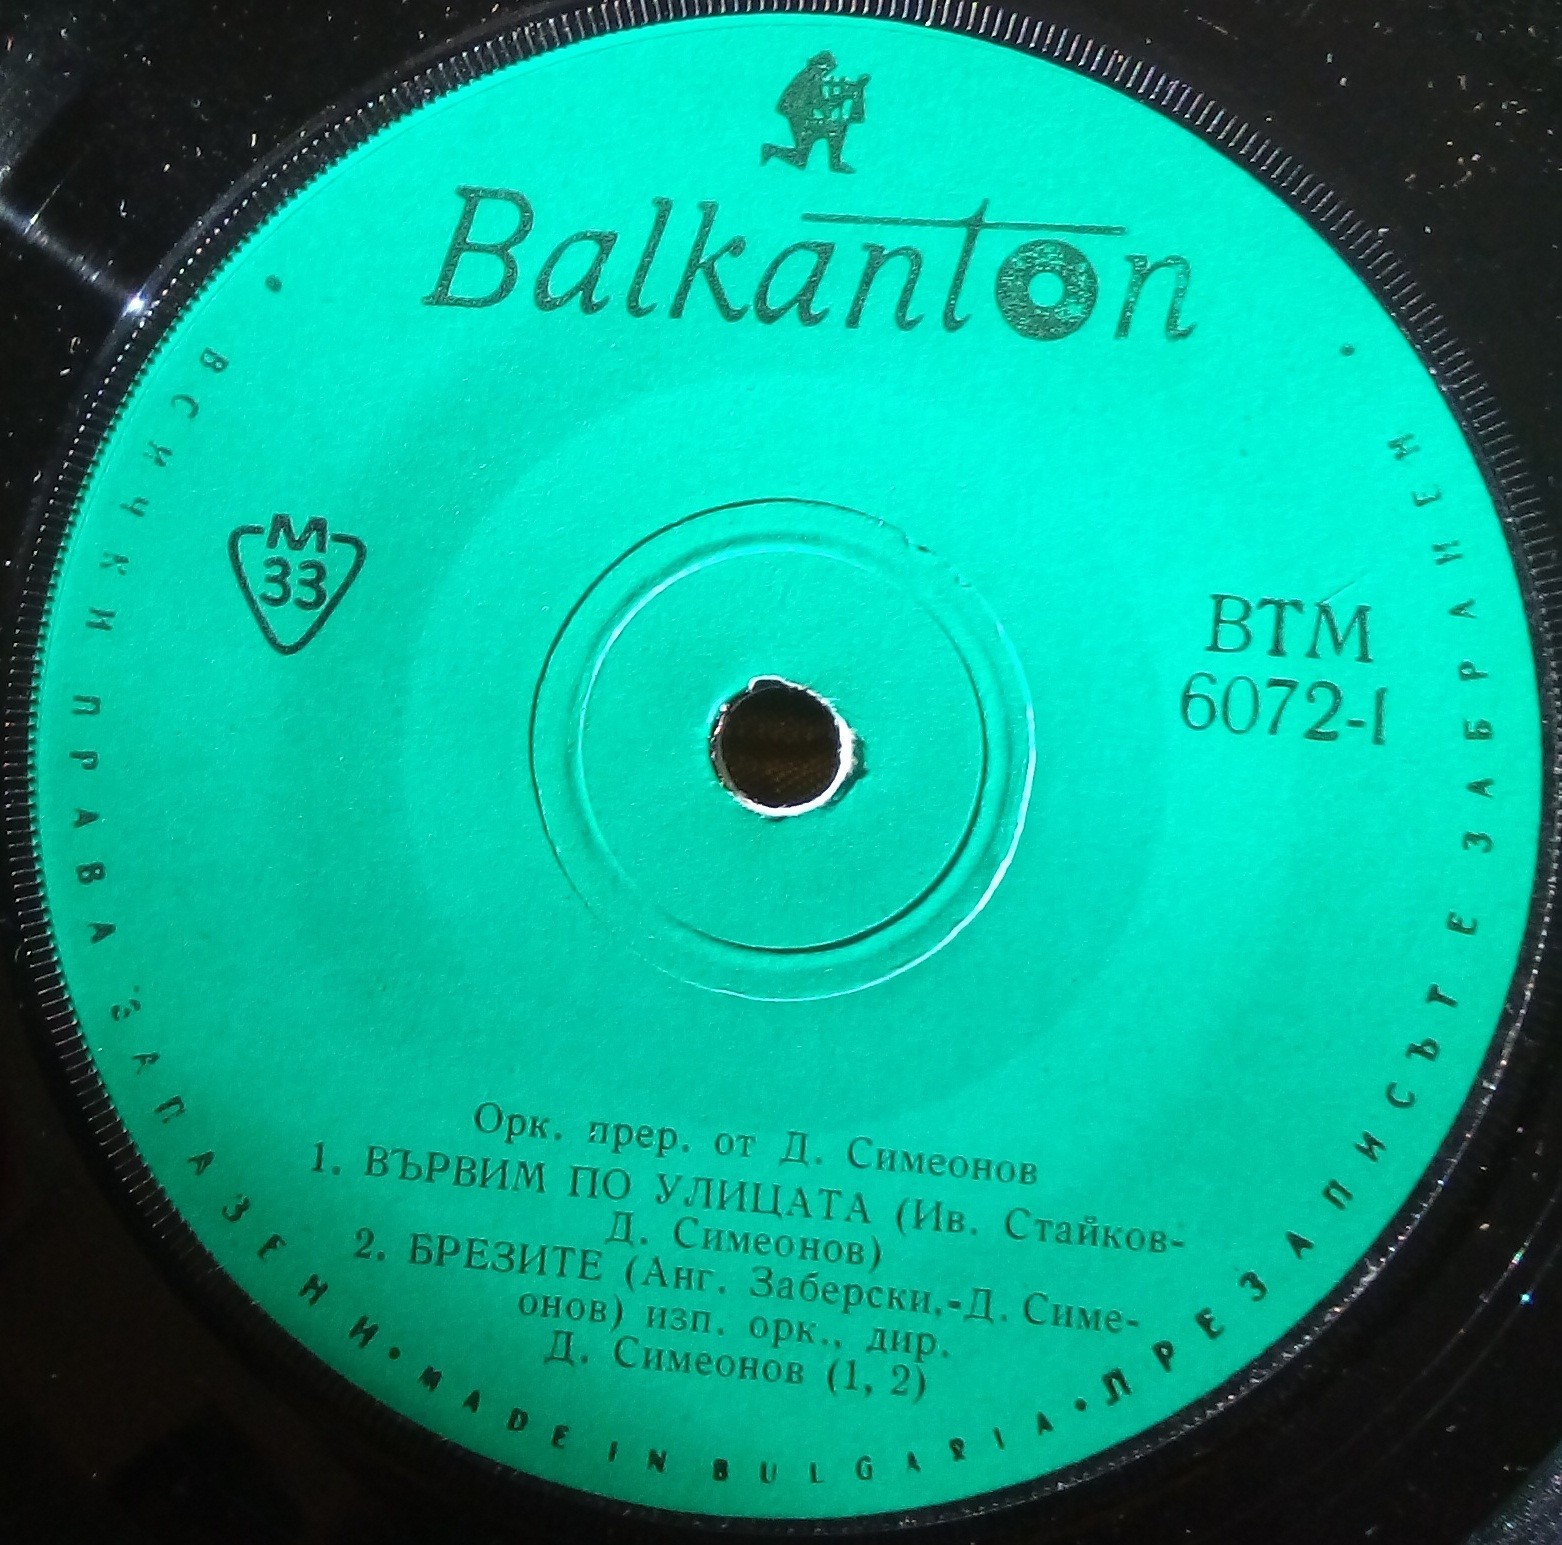 Balkanton
М
33
ВТМ
6072-I
Орк. прер. от Д. Симеонов
1. ВЪРВИМ ПО УЛИЦАТА (Ив. Стайков-
Д. Симеонов)
2. БРЕЗИТЕ (Анг. Заберски,-Д. Симе-
онов) изп. орк., дир.
Д. Симеонов (1, 2)
• ВСИЧКИ ПРАВА ЗАПАЗЕНИ • MADE IN BULGARIA • ПРЕЗАПИСЪТ Е ЗАБРАНЕН •